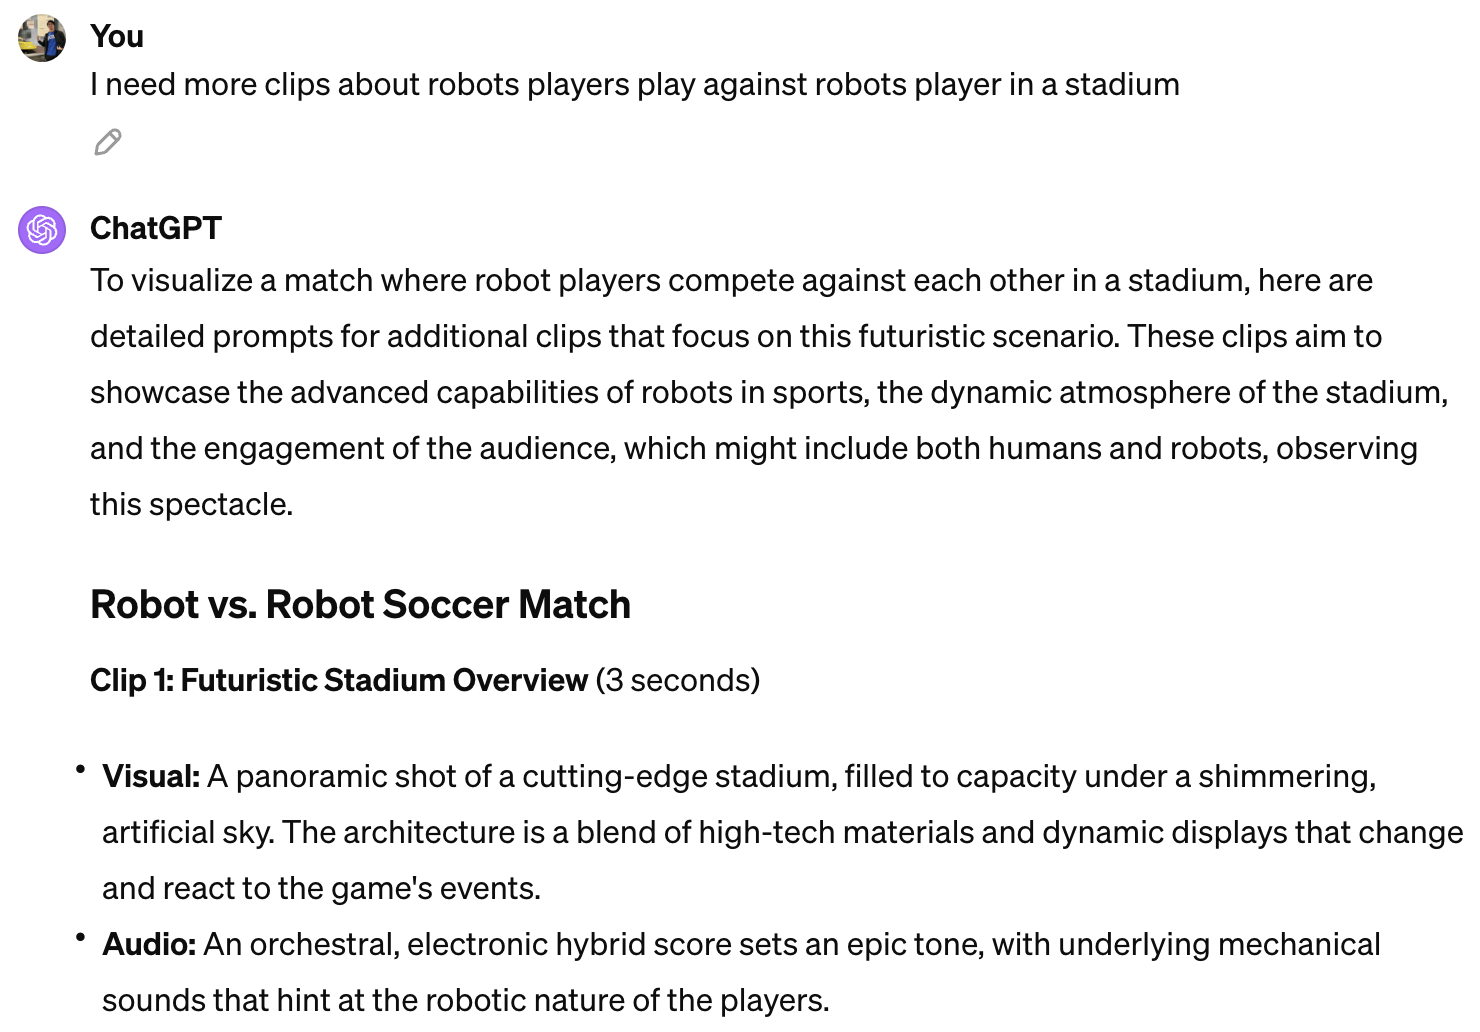 You
I need more clips about robots players play against robots player in a stadium
ChatGPT
To visualize a match where robot players compete against each other in a stadium, here are
detailed prompts for additional clips that focus on this futuristic scenario. These clips aim to
showcase the advanced capabilities of robots in sports, the dynamic atmosphere of the stadium,
and the engagement of the audience, which might include both humans and robots, observing
this spectacle.
Robot vs. Robot Soccer Match
Clip 1: Futuristic Stadium Overview (3 seconds)
• Visual: A panoramic shot of a cutting-edge stadium, filled to capacity under a shimmering,
artificial sky. The architecture is a blend of high-tech materials and dynamic displays that change
and react to the game's events.
• Audio: An orchestral, electronic hybrid score sets an epic tone, with underlying mechanical
sounds that hint at the robotic nature of the players.